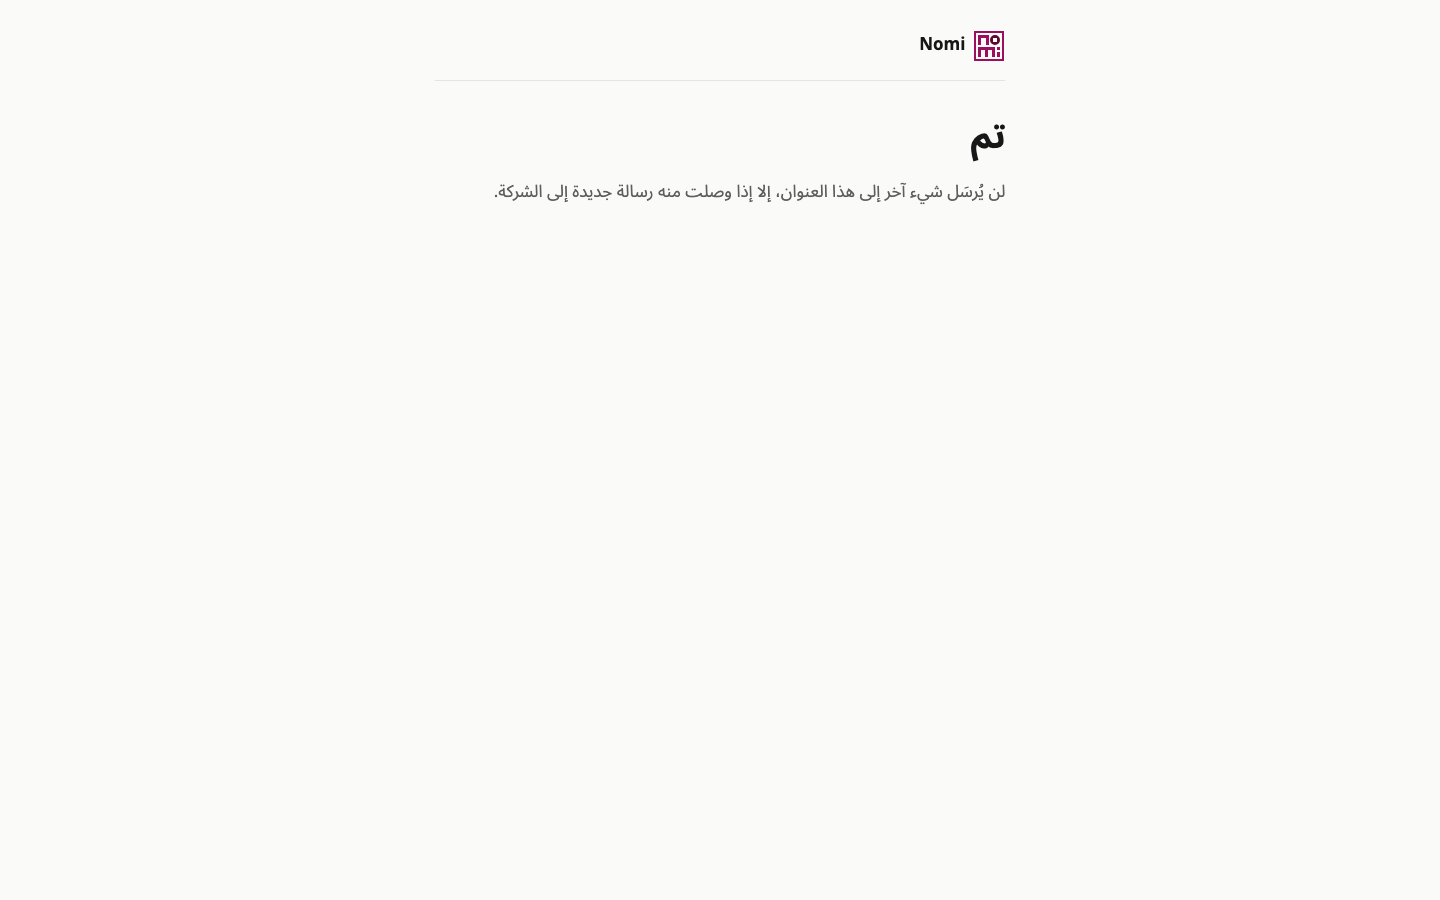 Nomi
تم
لن يُرسَل شيء آخر إلى هذا العنوان، إلا إذا وصلت منه رسالة جديدة إلى الشركة.